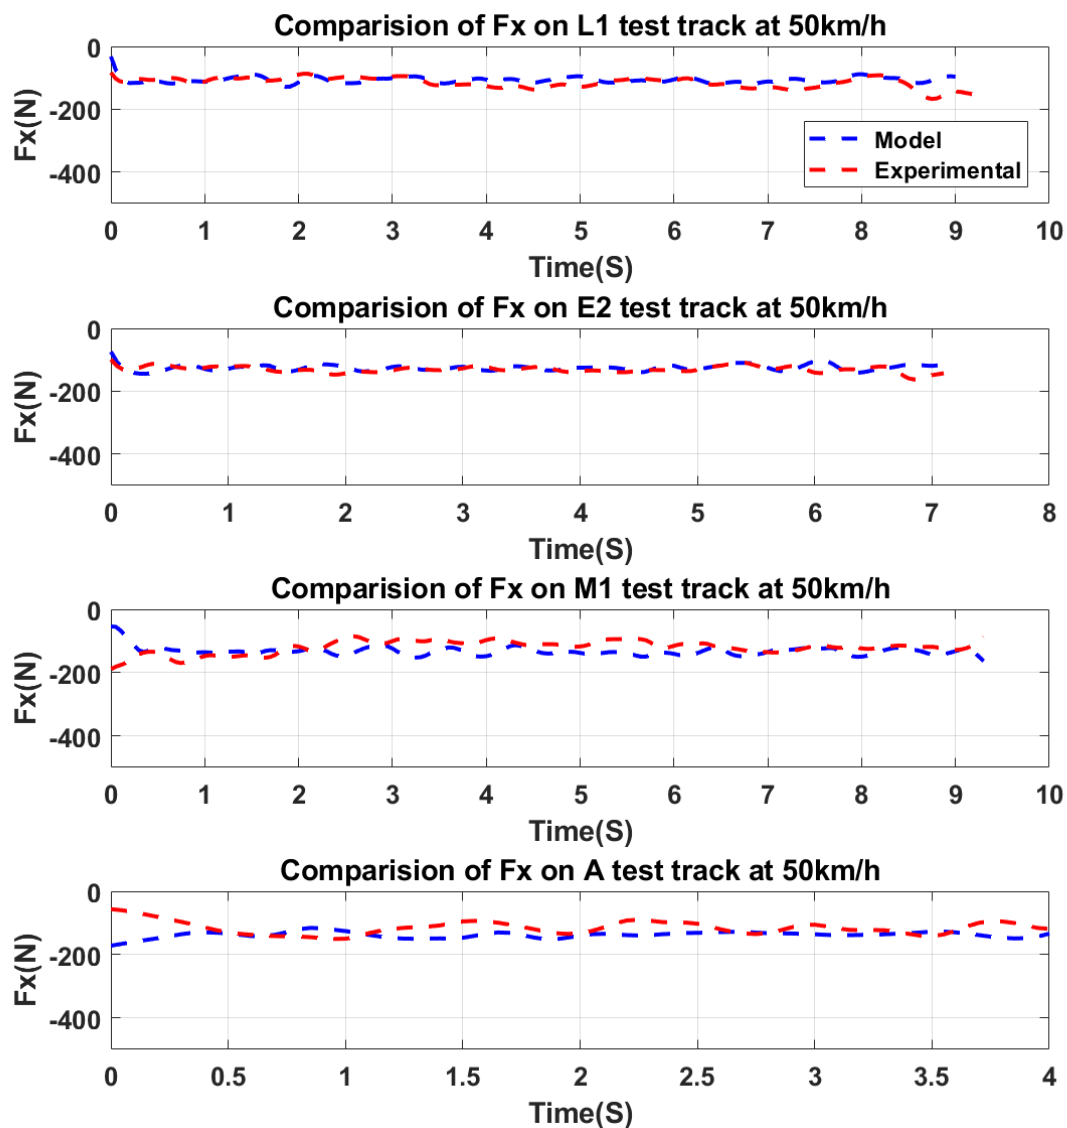 Comparision of Fx on L1 test track at 50km/h
0
-200
-400
Fx(N)
Model
Experimental
0 1 2 3 4 5 6 7 8 9 10
Time(S)
Comparision of Fx on E2 test track at 50km/h
0
-200
-400
Fx(N)
0 1 2 3 4 5 6 7 8
Time(S)
Comparision of Fx on M1 test track at 50km/h
0
-200
-400
Fx(N)
0 1 2 3 4 5 6 7 8 9 10
Time(S)
Comparision of Fx on A test track at 50km/h
0
-200
-400
Fx(N)
0 0.5 1 1.5 2 2.5 3 3.5 4
Time(S)